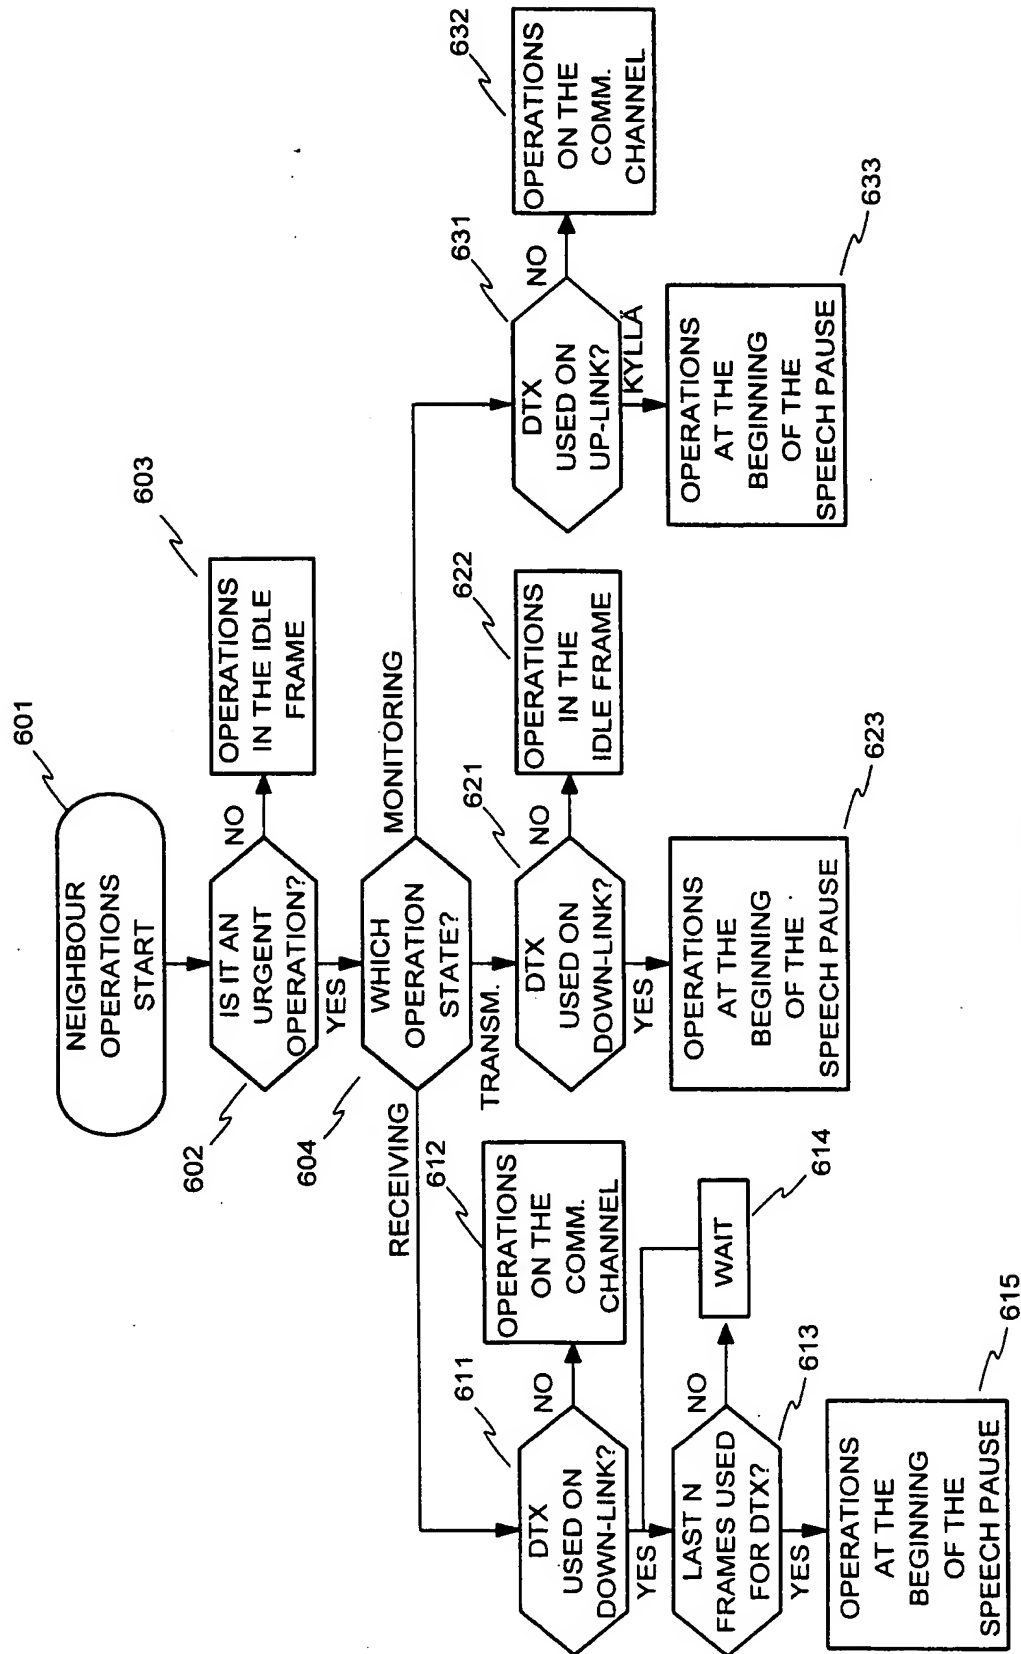 601
NEIGHBOUR
OPERATIONS
START
602
IS IT AN
URGENT
OPERATION?
NO
603
OPERATIONS
IN THE IDLE
FRAME
YES
604
WHICH
OPERATION
STATE?
RECEIVING
TRANSM.
MONITORING
611
DTX
USED ON
DOWN-LINK?
NO
612
OPERATIONS
ON THE
COMM.
CHANNEL
YES
613
LAST N
FRAMES USED
FOR DTX?
NO
614
WAIT
YES
615
OPERATIONS
AT THE
BEGINNING
OF THE
SPEECH PAUSE
621
DTX
USED ON
DOWN-LINK?
NO
622
OPERATIONS
IN THE
IDLE FRAME
YES
623
OPERATIONS
AT THE
BEGINNING
OF THE
SPEECH PAUSE
631
DTX
USED ON
UP-LINK?
NO
632
OPERATIONS
ON THE
COMM.
CHANNEL
KYLLÄ
633
OPERATIONS
AT THE
BEGINNING
OF THE
SPEECH PAUSE